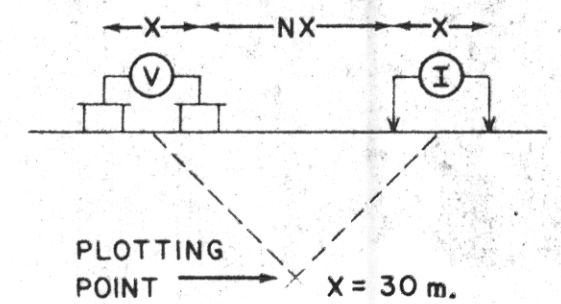 X NX X
V I
PLOTTING
POINT X = 30 m.